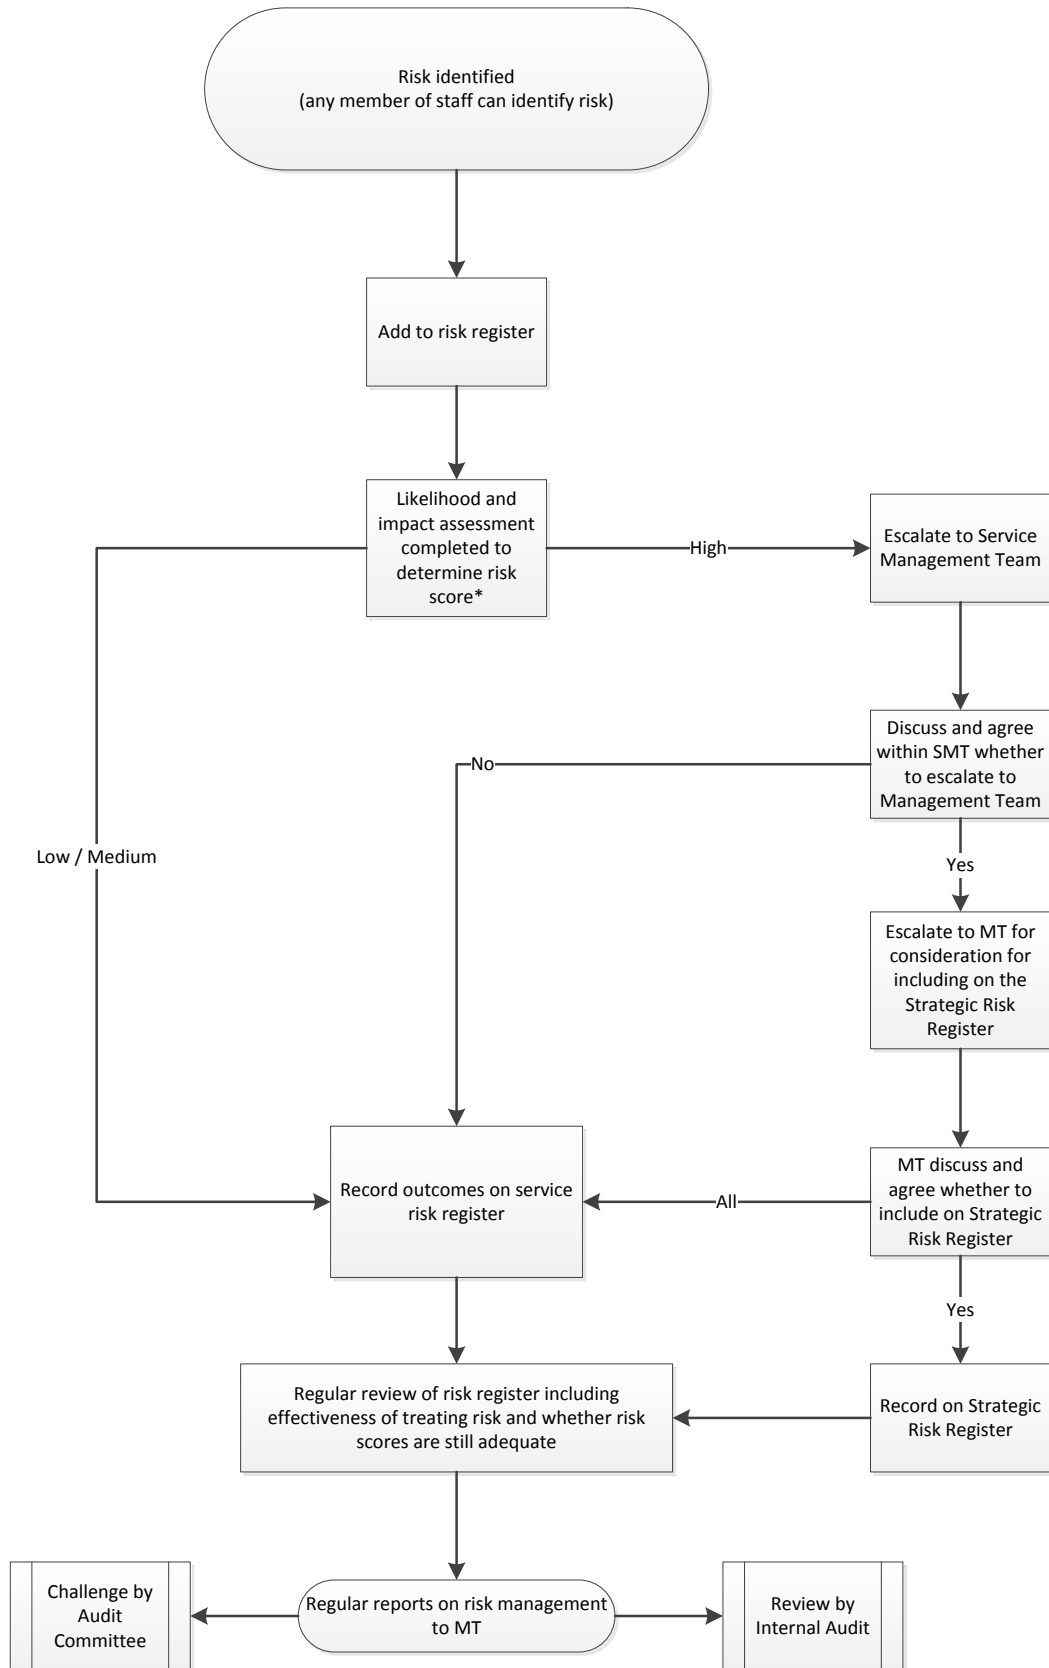 Risk identified
(any member of staff can identify risk)
Add to risk register
Likelihood and
impact assessment
completed to
determine risk
score*
High
Escalate to Service
Management Team
Discuss and agree
within SMT whether
to escalate to
Management Team
No
Low / Medium
Yes
Escalate to MT for
consideration for
including on the
Strategic Risk
Register
MT discuss and
agree whether to
include on Strategic
Risk Register
All
Record outcomes on service
risk register
Yes
Regular review of risk register including
effectiveness of treating risk and whether risk
scores are still adequate
Record on Strategic
Risk Register
Challenge by
Audit
Committee
Regular reports on risk management
to MT
Review by
Internal Audit